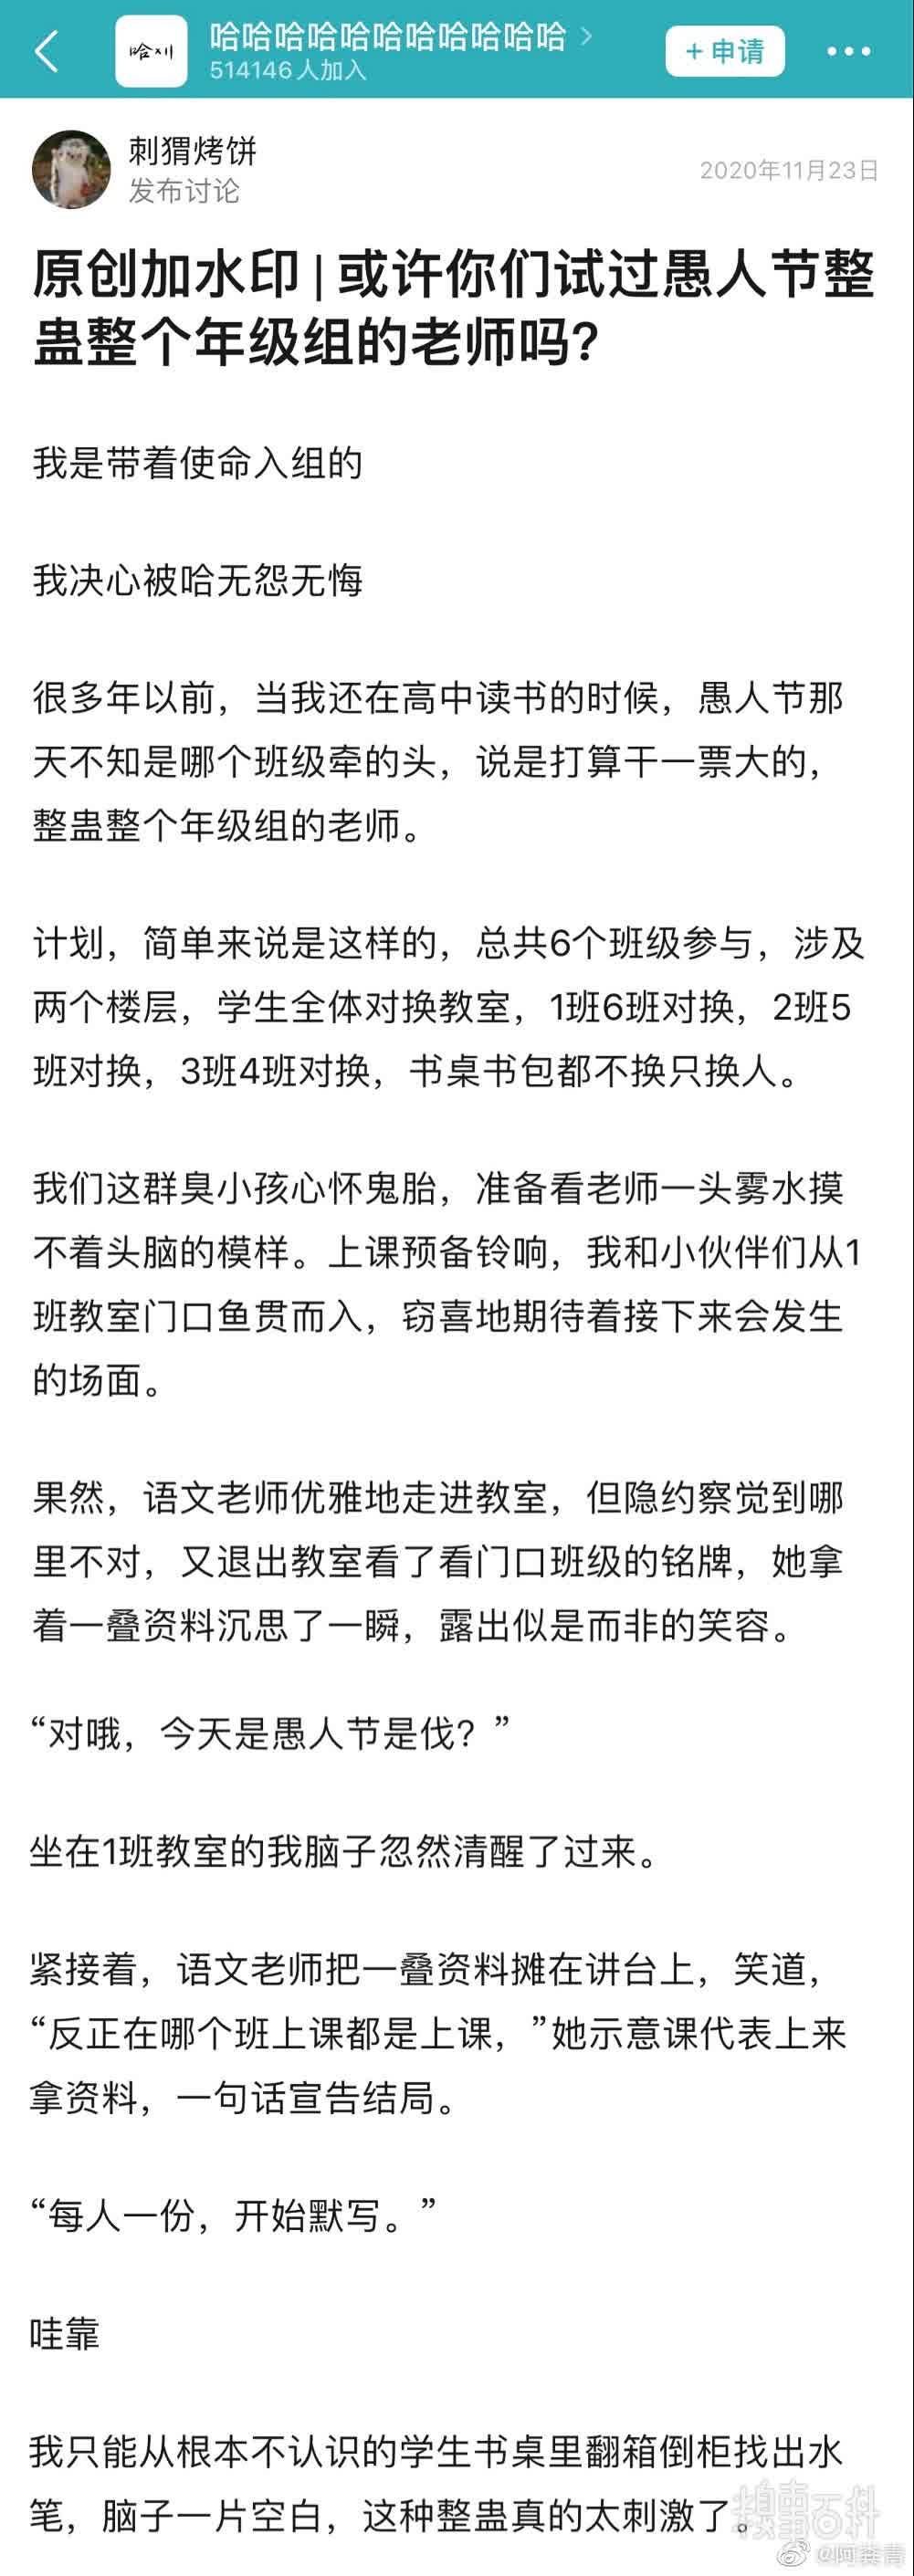 哈哈哈哈哈哈哈哈哈哈哈
514146人加入
+ 申请
刺猬烤饼
发布讨论
2020年11月23日
原创加水印|或许你们试过愚人节整
蛊整个年级组的老师吗?
我是带着使命入组的
我决心被哈无怨无悔
很多年以前，当我还在高中读书的时候，愚人节那
天不知是哪个班级牵的头，说是打算干一票大的，
整蛊整个年级组的老师。
计划，简单来说是这样的，总共6个班级参与，涉及
两个楼层，学生全体对换教室，1班6班对换，2班5
班对换，3班4班对换，书桌书包都不换只换人。
我们这群臭小孩心怀鬼胎，准备看老师一头雾水摸
不着头脑的模样。上课预备铃响，我和小伙伴们从1
班教室门口鱼贯而入，窃喜地期待着接下来会发生
的场面。
果然，语文老师优雅地走进教室，但隐约察觉到哪
里不对，又退出教室看了看门口班级的铭牌，她拿
着一叠资料沉思了一瞬，露出似是而非的笑容。
“对哦，今天是愚人节是伐？”
坐在1班教室的我脑子忽然清醒了过来。
紧接着，语文老师把一叠资料摊在讲台上，笑道，
“反正在哪个班上课都是上课，”她示意课代表上来
拿资料，一句话宣告结局。
“每人一份，开始默写。”
哇靠
我只能从根本不认识的学生书桌里翻箱倒柜找出水
笔，脑子一片空白，这种整蛊真的太刺激了。
糗事百科
@阿粪青